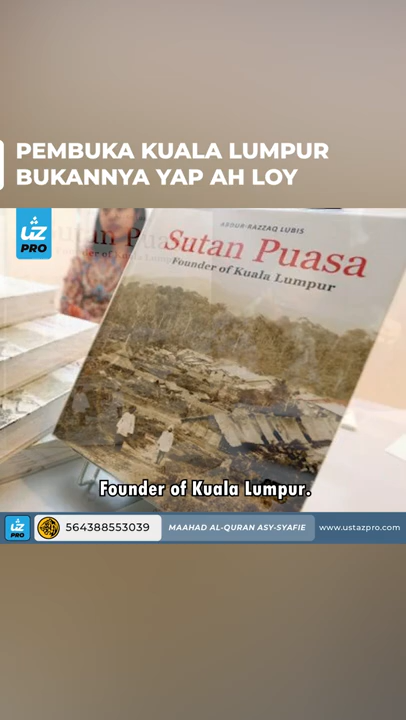 PEMBUKA KUALA LUMPUR
BUKANNYA YAP AH LOY
uz
PRO
ABDUR-RAZZAQ LUBIS
Sutan Puasa
Founder of Kuala Lumpur
Founder of Kuala Lumpur.
uz
PRO
564388553039
MAAHAD AL-QURAN ASY-SYAFIE
www.ustazpro.com